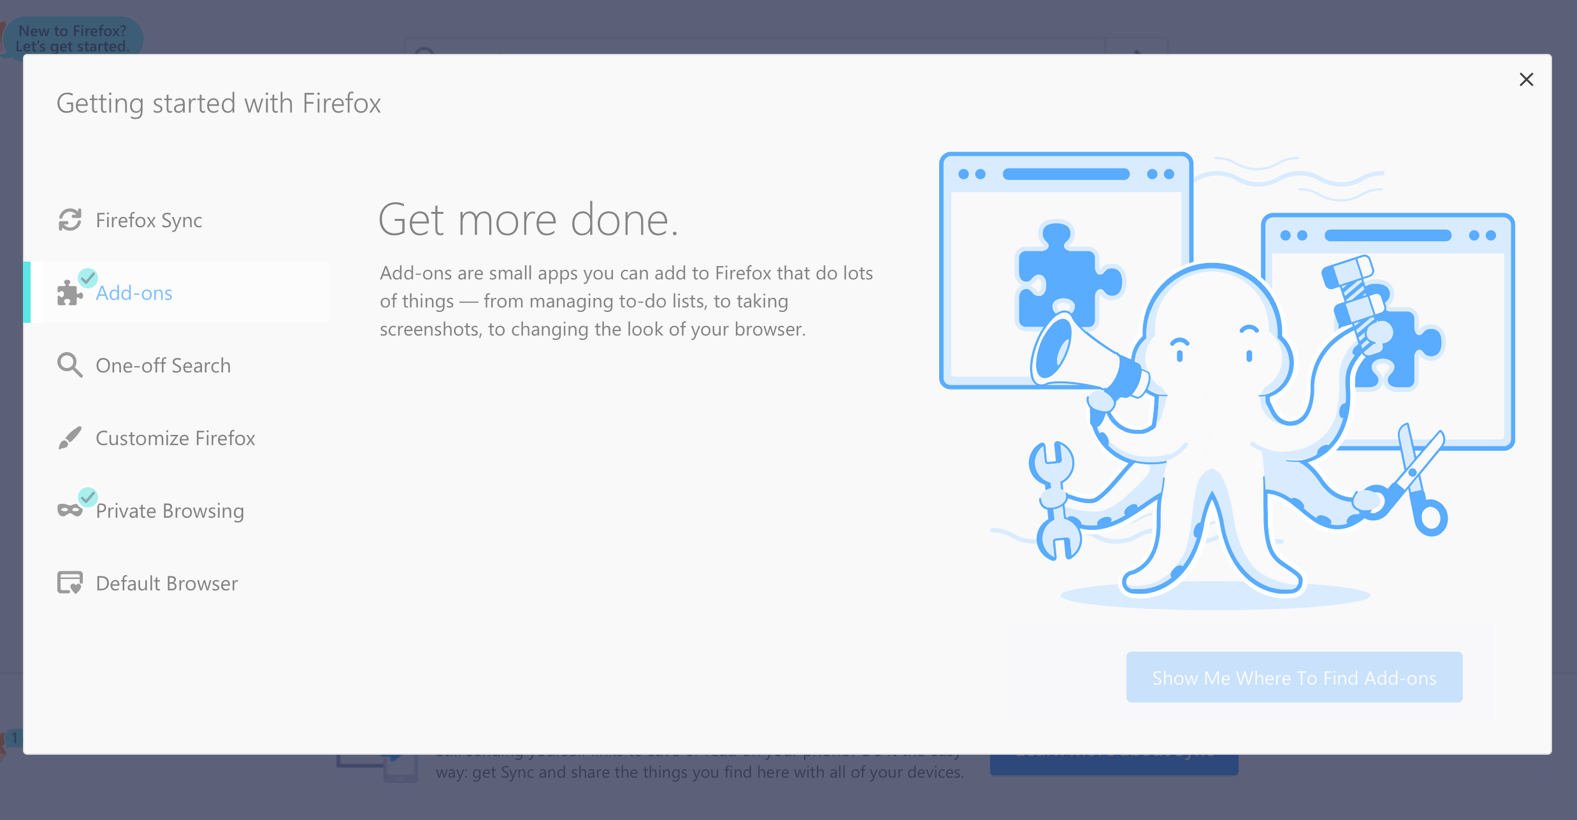 New to Firefox?
Let's get started.
Getting started with Firefox
Firefox Sync
Add-ons
One-off Search
Customize Firefox
Private Browsing
Default Browser
Get more done.
Add-ons are small apps you can add to Firefox that do lots
of things — from managing to-do lists, to taking
screenshots, to changing the look of your browser.
Show Me Where To Find Add-ons
1
way: get Sync and share the things you find here with all of your devices.